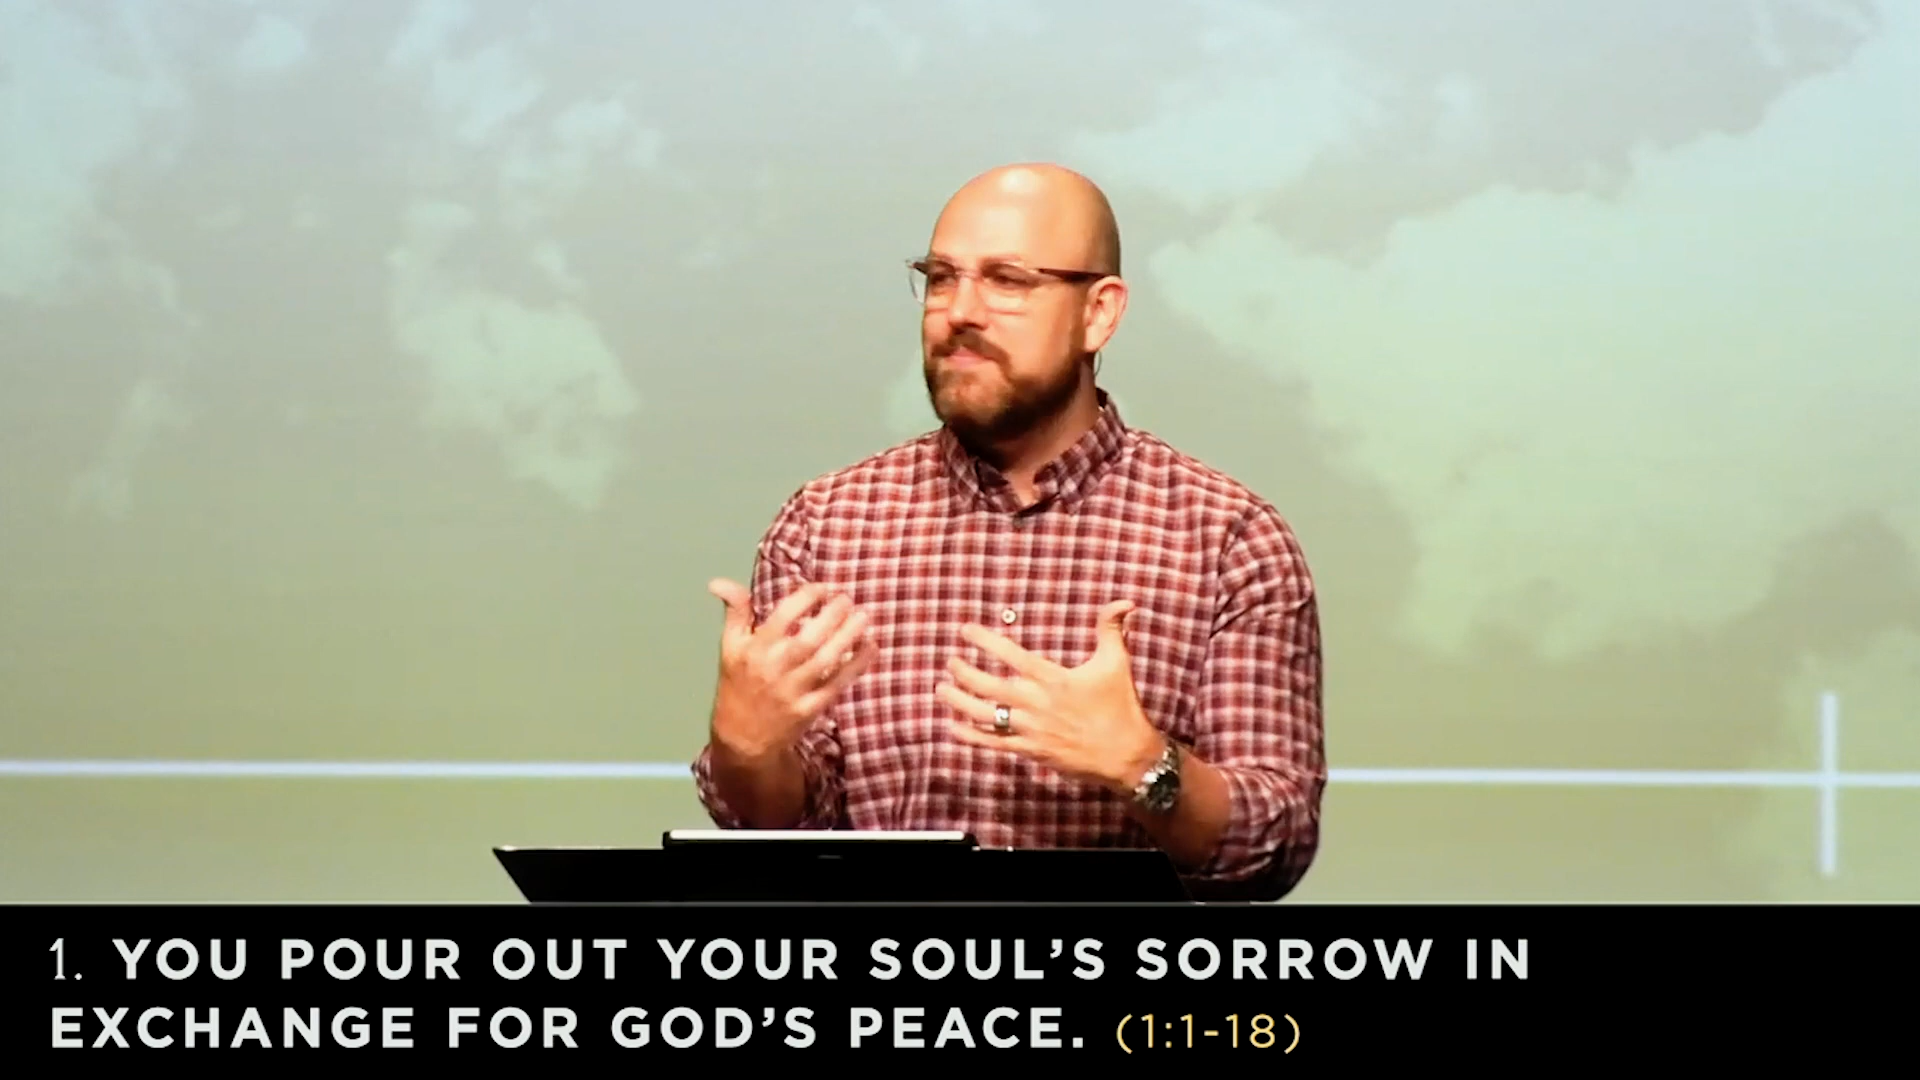 1. YOU POUR OUT YOUR SOUL’S SORROW IN
EXCHANGE FOR GOD’S PEACE. (1:1-18)